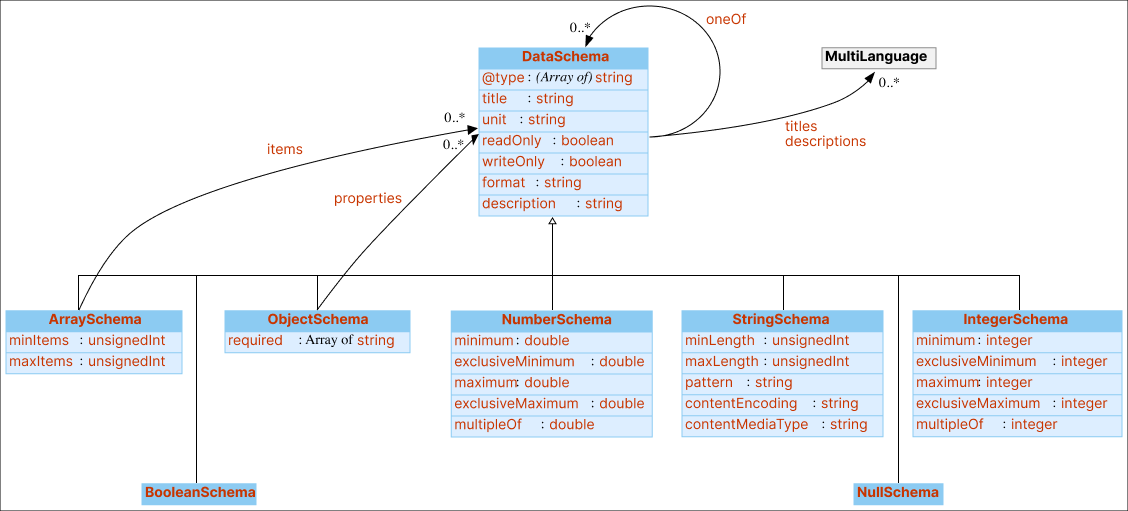 oneOf
0..*
DataSchema
@type : (Array of) string
title : string
unit : string
readOnly : boolean
writeOnly : boolean
format : string
description : string
MultiLanguage
0..*
titles
descriptions
0..*
0..*
items
properties
ArraySchema
minItems : unsignedInt
maxItems : unsignedInt
ObjectSchema
required : Array of string
NumberSchema
minimum : double
exclusiveMinimum : double
maximum : double
exclusiveMaximum : double
multipleOf : double
StringSchema
minLength : unsignedInt
maxLength : unsignedInt
pattern : string
contentEncoding : string
contentMediaType : string
IntegerSchema
minimum : integer
exclusiveMinimum : integer
maximum : integer
exclusiveMaximum : integer
multipleOf : integer
BooleanSchema
NullSchema